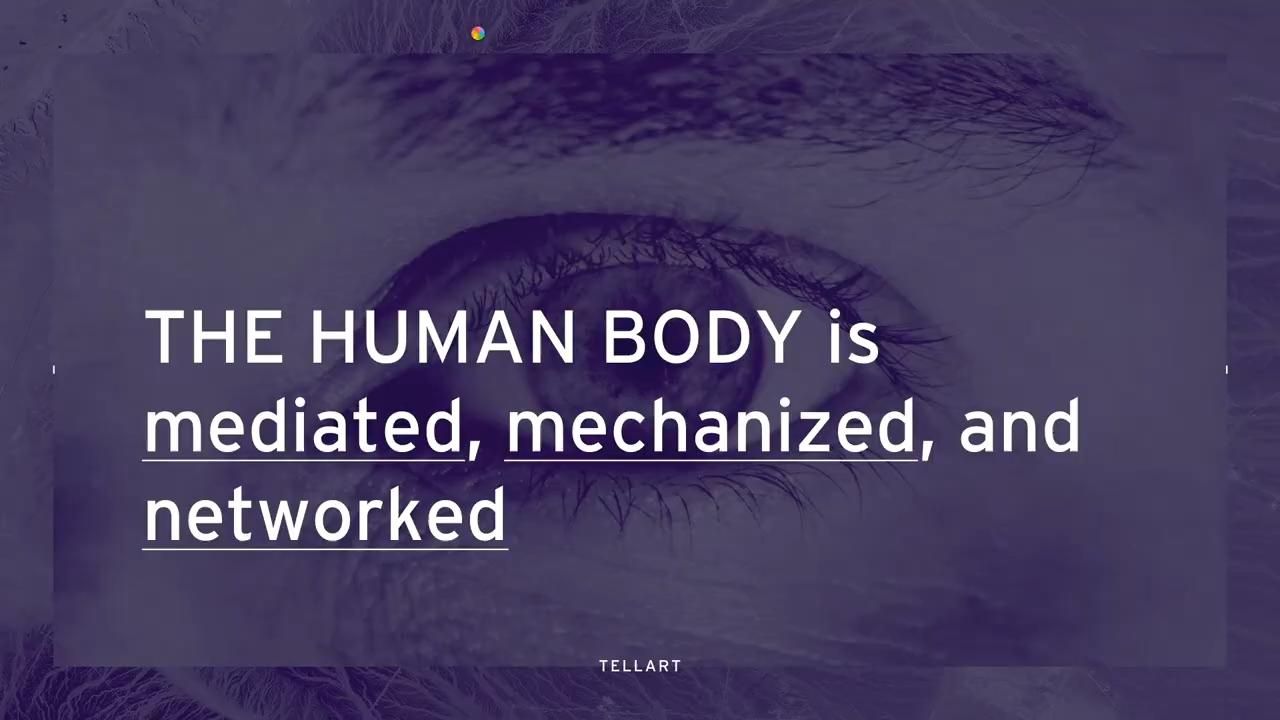 THE HUMAN BODY is
mediated, mechanized, and
networked
TELLART